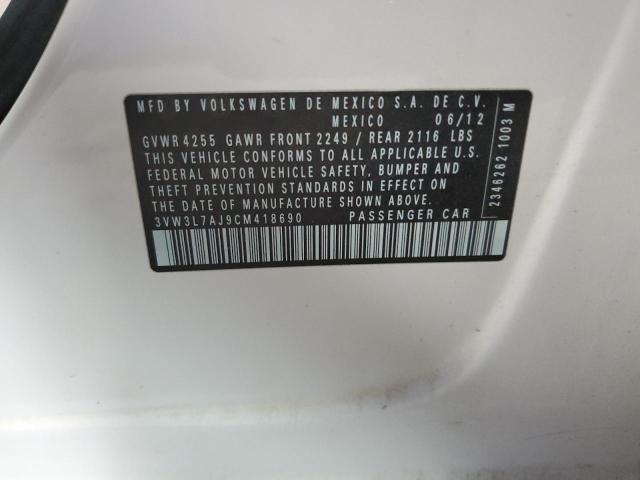 MFD BY VOLKSWAGEN DE MEXICO S.A. DE C.V.
MEXICO 06/12
GVWR 4255 GAWR FRONT 2249 / REAR 2116 LBS
THIS VEHICLE CONFORMS TO ALL APPLICABLE U.S.
FEDERAL MOTOR VEHICLE SAFETY, BUMPER AND
THEFT PREVENTION STANDARDS IN EFFECT ON
THE DATE OF MANUFACTURE SHOWN ABOVE.
3VW3L7AJ9CM418690 PASSENGER CAR
2346262 1003 M